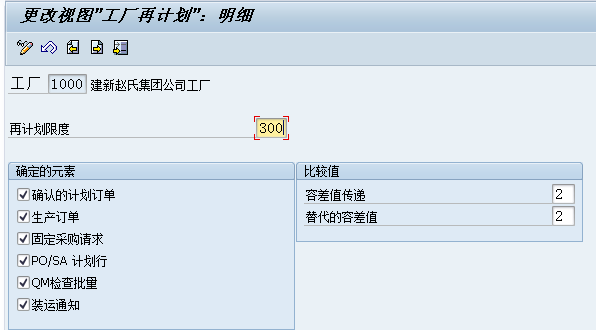 更改视图"工厂再计划"：明细
工厂 1000 建新赵氏集团公司工厂
再计划限度 300
确定的元素
确认的计划订单
生产订单
固定采购请求
PO/SA 计划行
QM检查批量
装运通知
比较值
容差值传递 2
替代的容差值 2